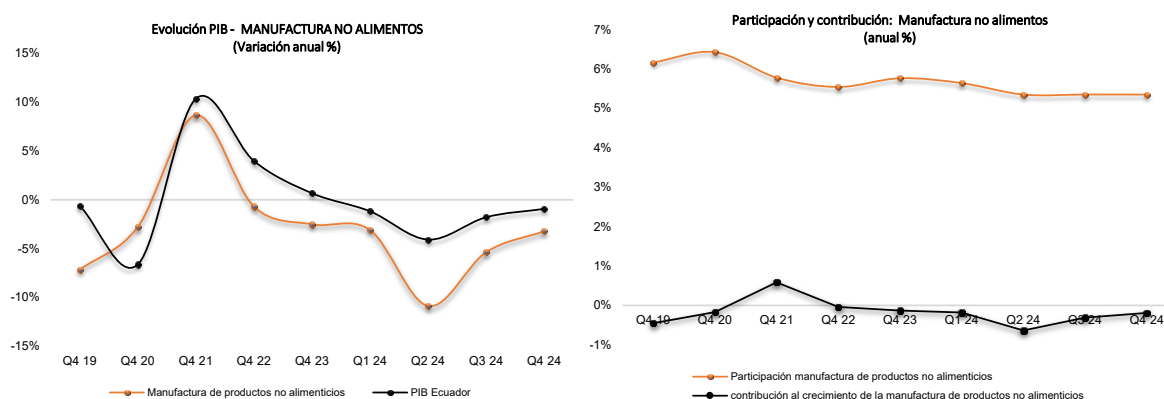 Evolución PIB - MANUFACTURA NO ALIMENTOS
(Variación anual %)
15%
10%
5%
0%
-5%
-10%
-15%
Q4 19 Q4 20 Q4 21 Q4 22 Q4 23 Q1 24 Q2 24 Q3 24 Q4 24
Manufactura de productos no alimenticios PIB Ecuador
Participación y contribución: Manufactura no alimentos
(anual %)
7%
6%
5%
4%
3%
2%
1%
0%
-1%
Q4 19 Q4 20 Q4 21 Q4 22 Q4 23 Q1 24 Q2 24 Q3 24 Q4 24
Participación manufactura de productos no alimenticios
contribución al crecimiento de la manufactura de productos no alimenticios